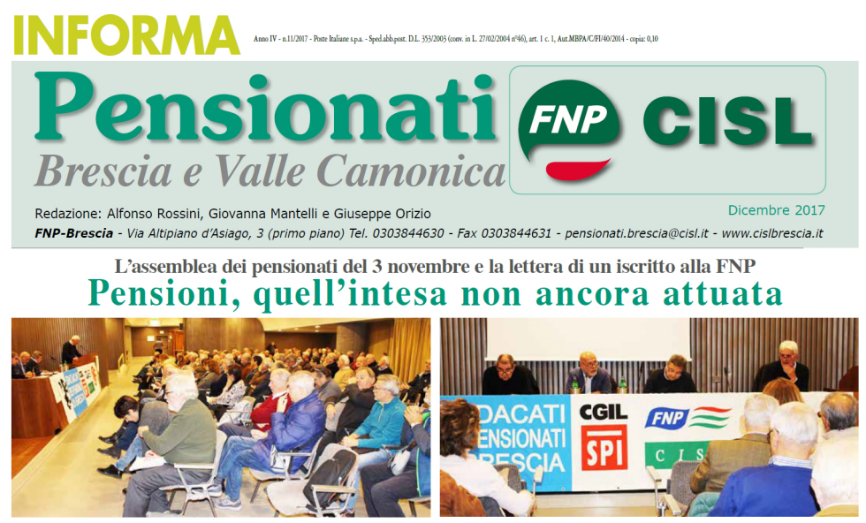 INFORMA
Anno IV - n.11/2017 - Poste Italiane s.p.a. - Sped.abb.post. D.L. 353/2003 (conv. in L. 27/02/2004 n°46), art. 1 c. 1, Aut.MBPA/C/FI/40/2014 - copia: 0,10
Pensionati
FNP CISL
Brescia e Valle Camonica
Redazione: Alfonso Rossini, Giovanna Mantelli e Giuseppe Orizio
Dicembre 2017
FNP-Brescia - Via Altipiano d'Asiago, 3 (primo piano) Tel. 0303844630 - Fax 0303844631 - pensionati.brescia@cisl.it - www.cislbrescia.it
L'assemblea dei pensionati del 3 novembre e la lettera di un iscritto alla FNP
Pensioni, quell'intesa non ancora attuata
NDACATI
PENSIONATI
BRESCIA
CGIL
SPI
FNP
CIS